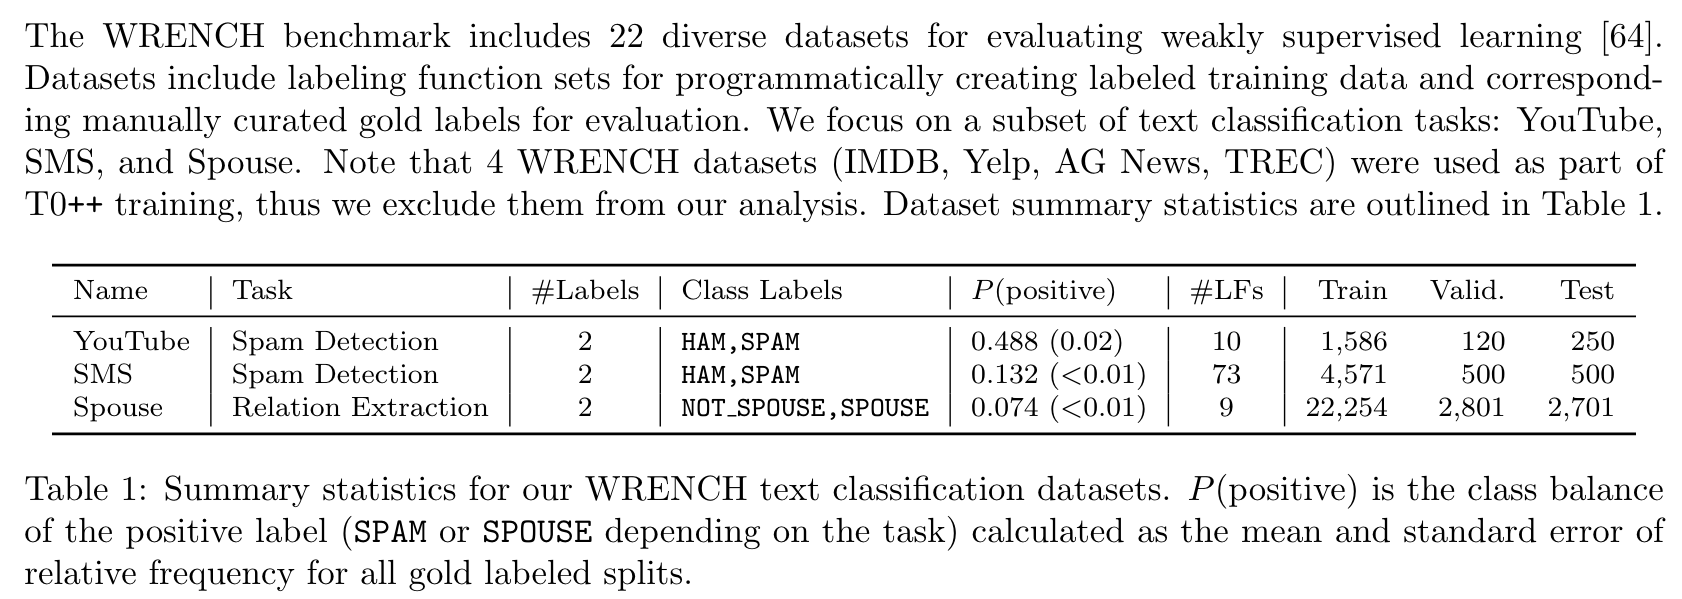 The WRENCH benchmark includes 22 diverse datasets for evaluating weakly supervised learning [64].
Datasets include labeling function sets for programmatically creating labeled training data and correspond-
ing manually curated gold labels for evaluation. We focus on a subset of text classification tasks: YouTube,
SMS, and Spouse. Note that 4 WRENCH datasets (IMDB, Yelp, AG News, TREC) were used as part of
T0++ training, thus we exclude them from our analysis. Dataset summary statistics are outlined in Table 1.
Name Task #Labels Class Labels P(positive) #LFs Train Valid. Test
YouTube Spam Detection 2 HAM,SPAM 0.488 (0.02) 10 1,586 120 250
SMS Spam Detection 2 HAM,SPAM 0.132 (<0.01) 73 4,571 500 500
Spouse Relation Extraction 2 NOT_SPOUSE,SPOUSE 0.074 (<0.01) 9 22,254 2,801 2,701
Table 1: Summary statistics for our WRENCH text classification datasets. P(positive) is the class balance
of the positive label (SPAM or SPOUSE depending on the task) calculated as the mean and standard error of
relative frequency for all gold labeled splits.